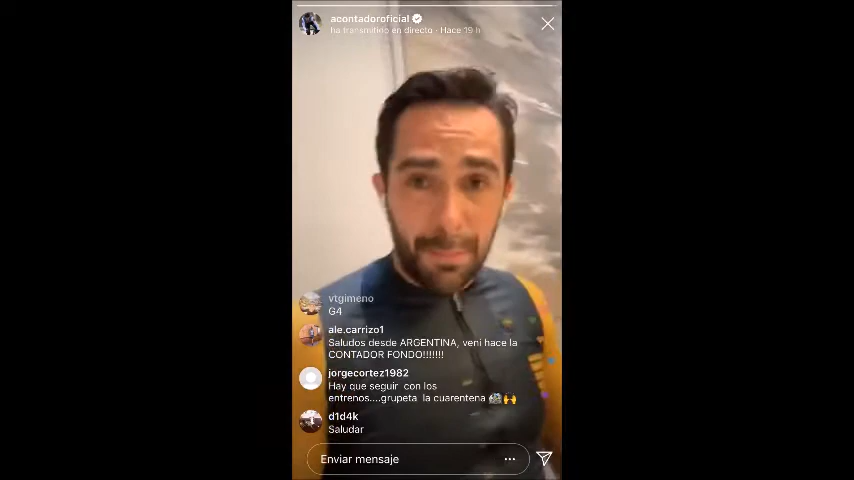 acontadoroficial
ha transmitido en directo · Hace 19 h
vtgimeno
G4
ale.carrizo1
Saludos desde ARGENTINA, veni hace la
CONTADOR FONDO!!!!!!!
jorgecortez1982
Hay que seguir con los
entrenos....grupeta la cuarentena
d1d4k
Saludar
Enviar mensaje